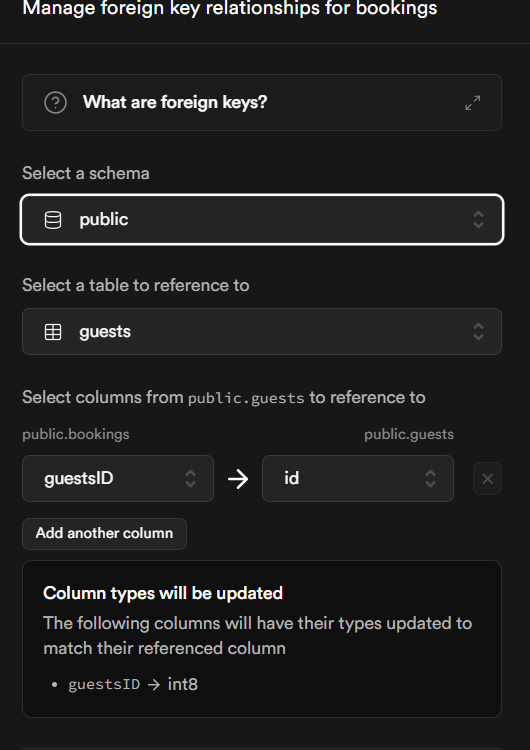 Manage foreign key relationships for bookings
What are foreign keys?
Select a schema
public
Select a table to reference to
guests
Select columns from public.guests to reference to
public.bookings public.guests
guestsID → id
Add another column
Column types will be updated
The following columns will have their types updated to
match their referenced column
• guestsID → int8